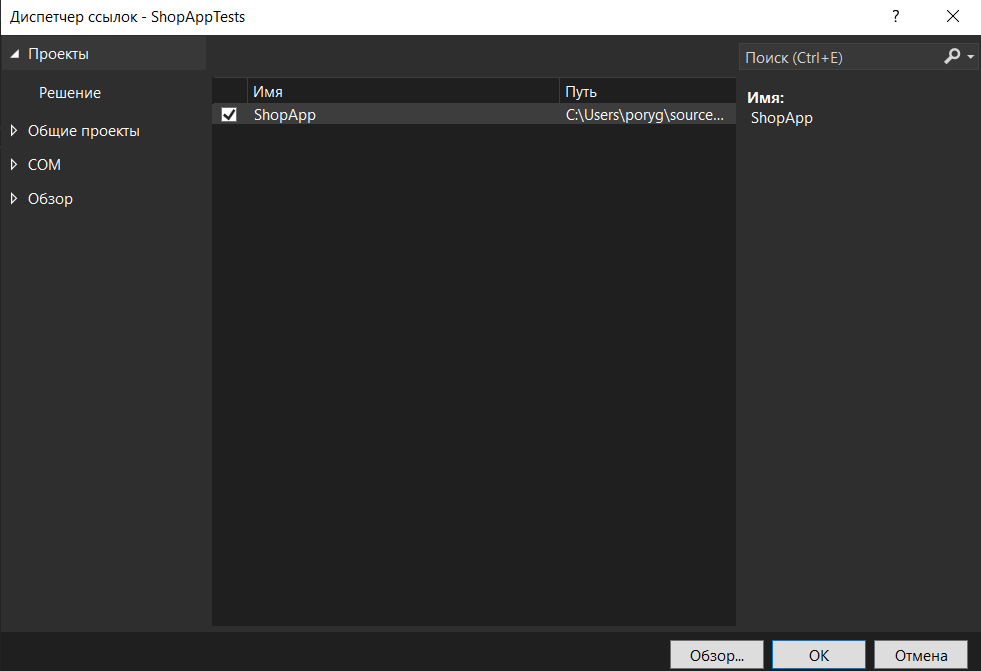 Диспетчер ссылок - ShopAppTests
?
Проекты
Решение
Общие проекты
COM
Обзор
Имя Путь
ShopApp C:\Users\poryg\source...
Поиск (Ctrl+E)
Имя:
ShopApp
Обзор... ОК Отмена